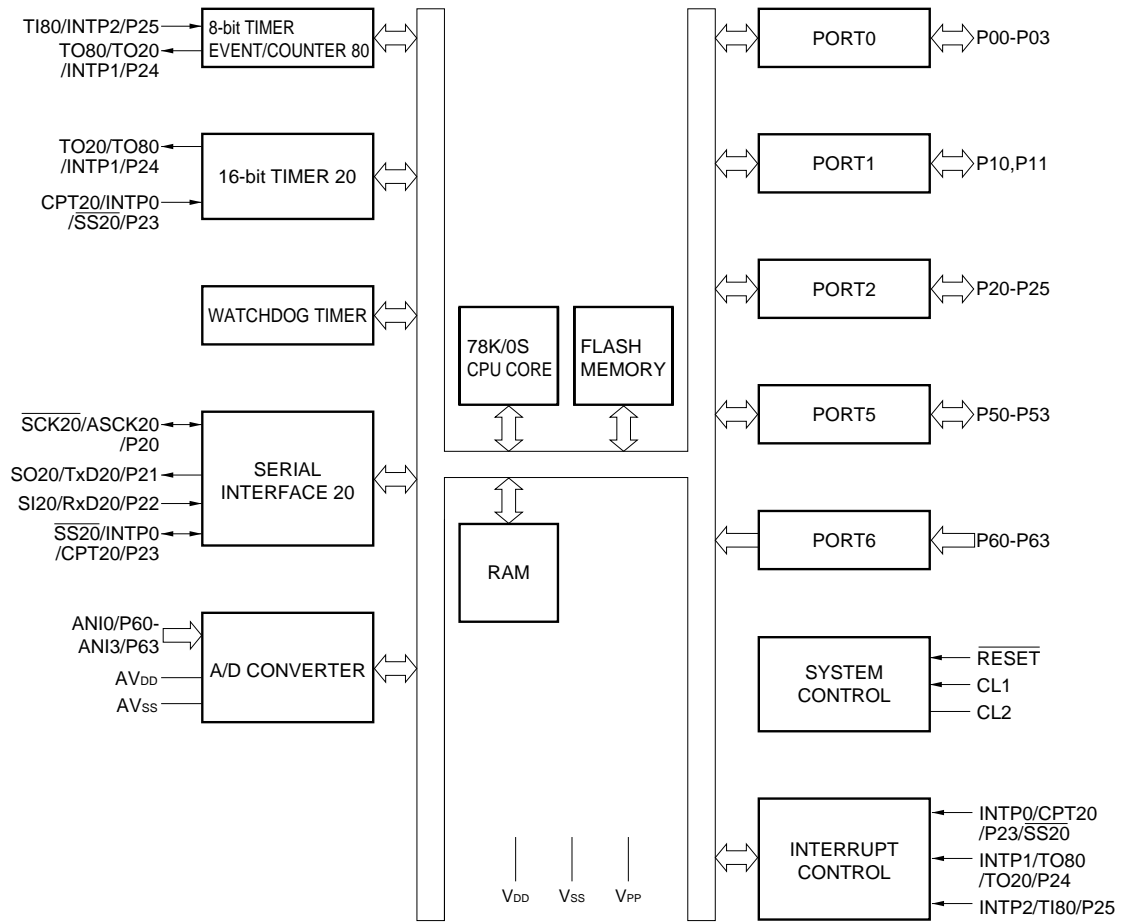 TI80/INTP2/P25
TO80/TO20
/INTP1/P24
8-bit TIMER
EVENT/COUNTER 80
TO20/TO80
/INTP1/P24
CPT20/INTP0
/SS20/P23
16-bit TIMER 20
WATCHDOG TIMER
SCK20/ASCK20
/P20
SO20/TxD20/P21
SI20/RxD20/P22
SS20/INTP0
/CPT20/P23
SERIAL
INTERFACE 20
ANI0/P60-
ANI3/P63
AVDD
AVSS
A/D CONVERTER
78K/0S
CPU CORE
FLASH
MEMORY
RAM
VDD
VSS
VPP
PORT0
P00-P03
PORT1
P10,P11
PORT2
P20-P25
PORT5
P50-P53
PORT6
P60-P63
SYSTEM
CONTROL
RESET
CL1
CL2
INTERRUPT
CONTROL
INTP0/CPT20
/P23/SS20
INTP1/TO80
/TO20/P24
INTP2/TI80/P25